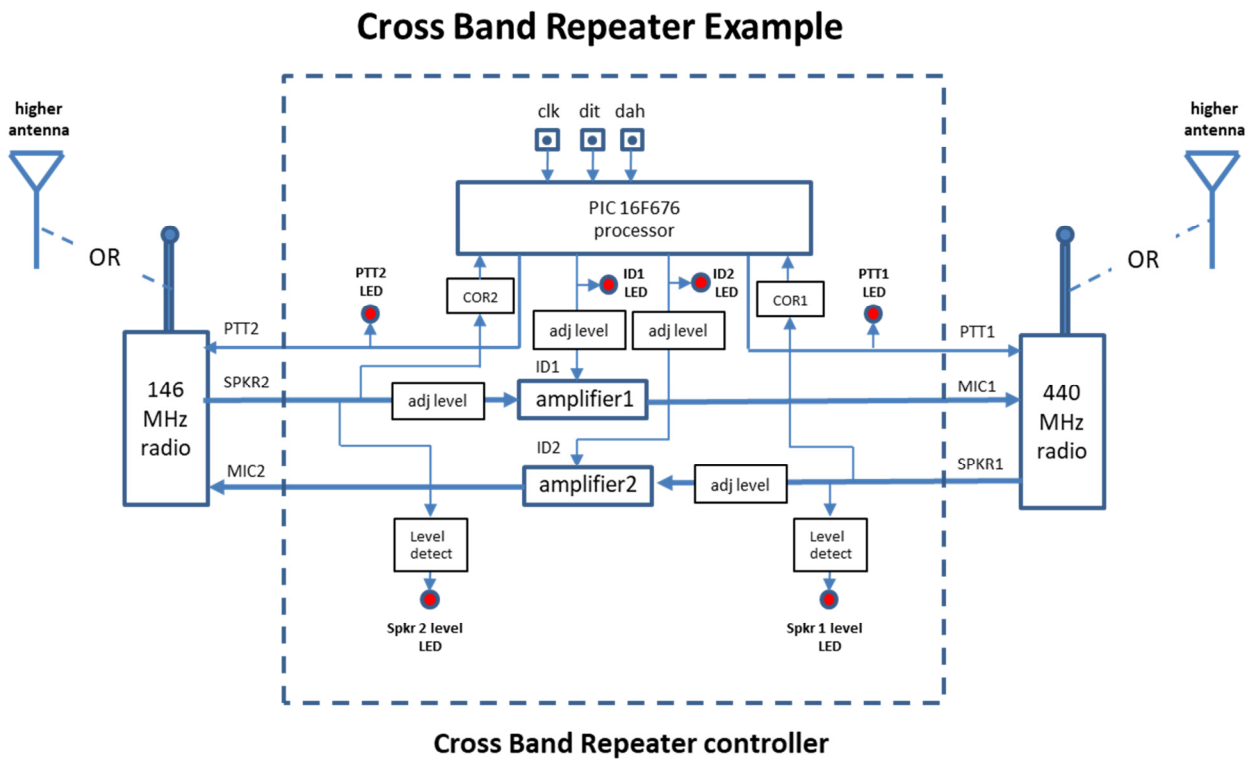 Cross Band Repeater Example
higher
antenna
higher
antenna
clk dit dah
PIC 16F676
processor
OR
OR
PTT2
LED
COR2
ID1
LED
ID2
LED
COR1
PTT1
LED
adj level
adj level
PTT2
PTT1
146
MHz
radio
SPKR2
adj level
ID1
amplifier1
MIC1
440
MHz
radio
MIC2
ID2
amplifier2
adj level
SPKR1
Level
detect
Level
detect
Spkr 2 level
LED
Spkr 1 level
LED
Cross Band Repeater controller